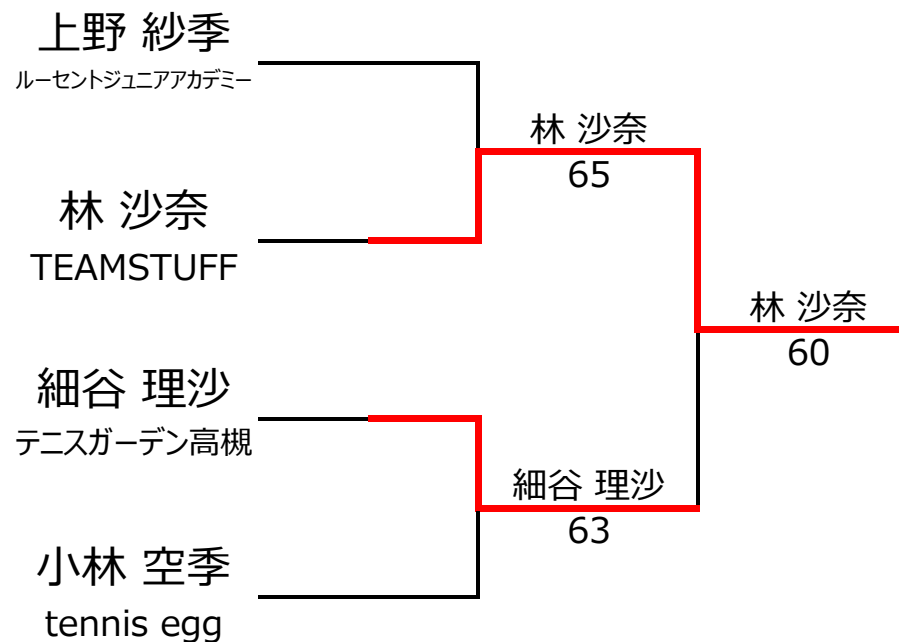 上野 紗季
ルーセントジュニアアカデミー
林 沙奈
65
林 沙奈
TEAMSTUFF
林 沙奈
60
細谷 理沙
テニスガーデン高槻
細谷 理沙
63
小林 空季
tennis egg